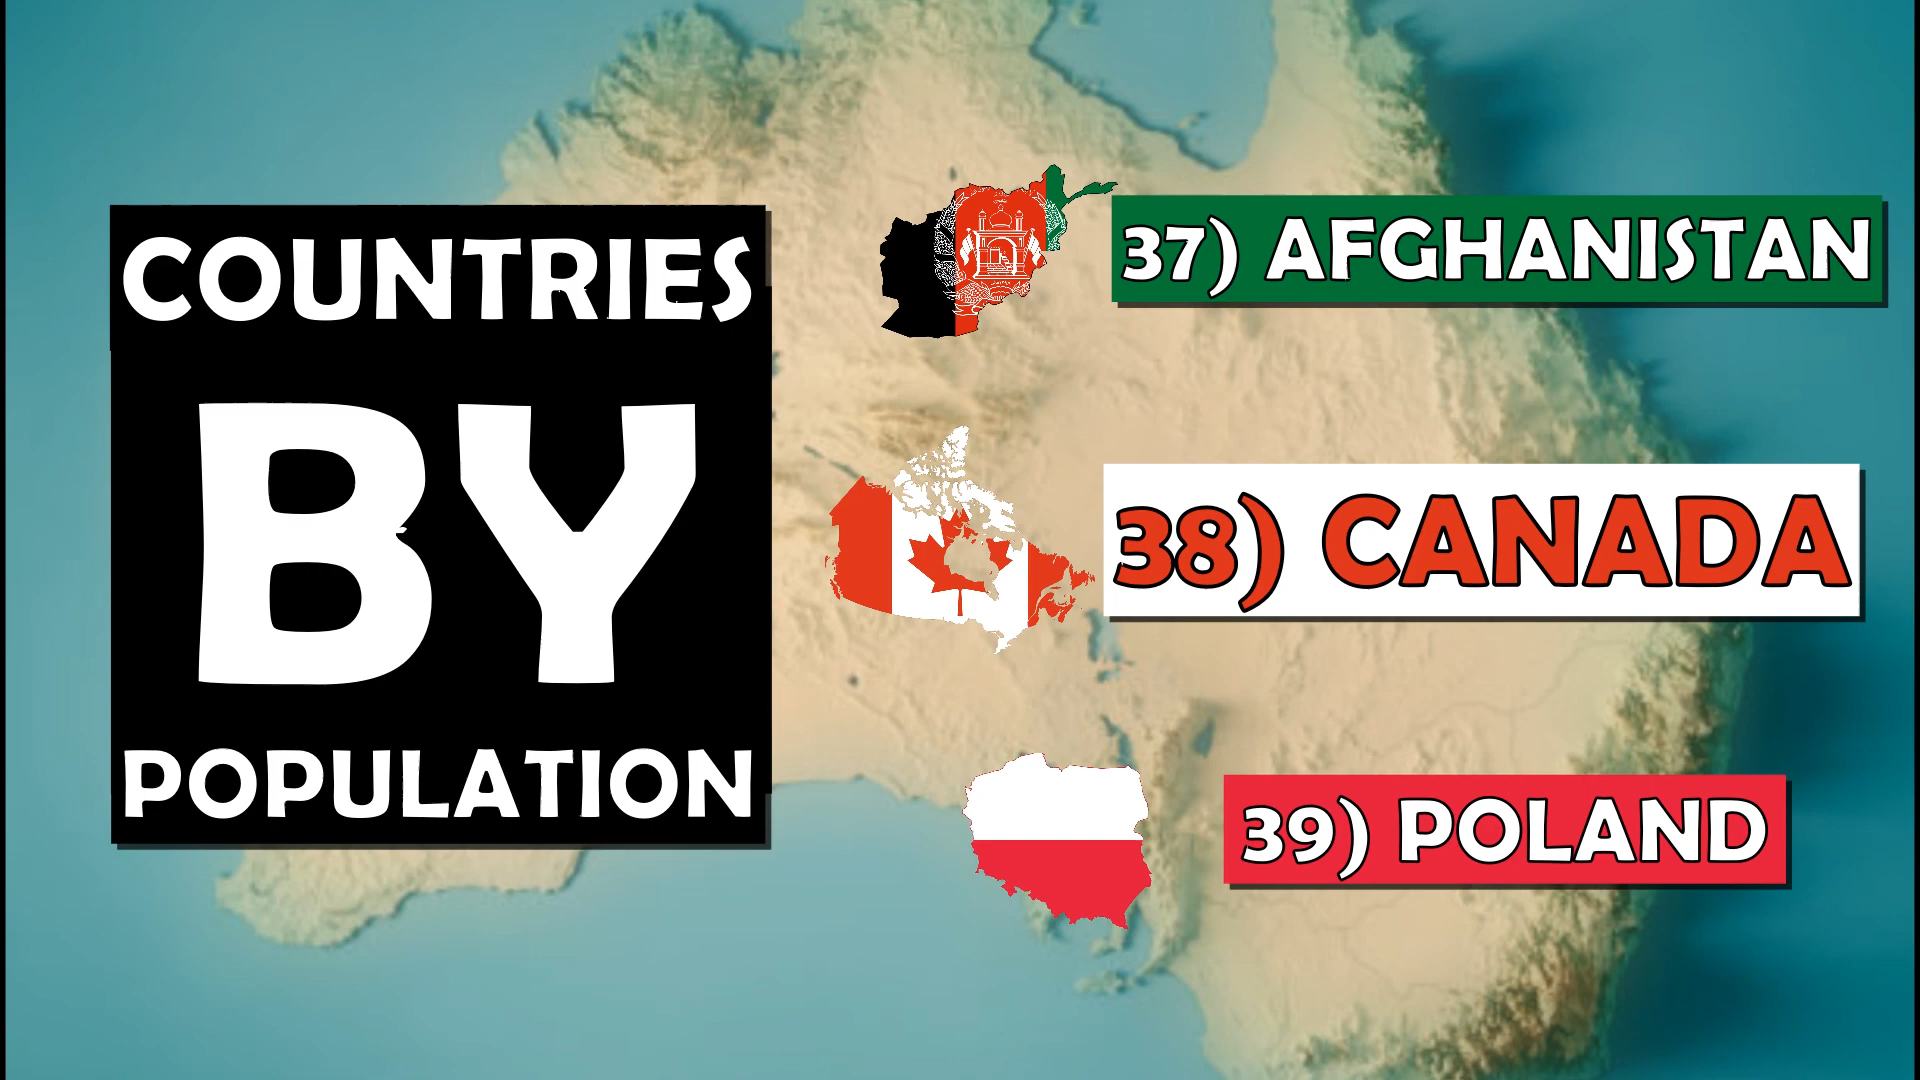 COUNTRIES
BY
POPULATION
37) AFGHANISTAN
38) CANADA
39) POLAND